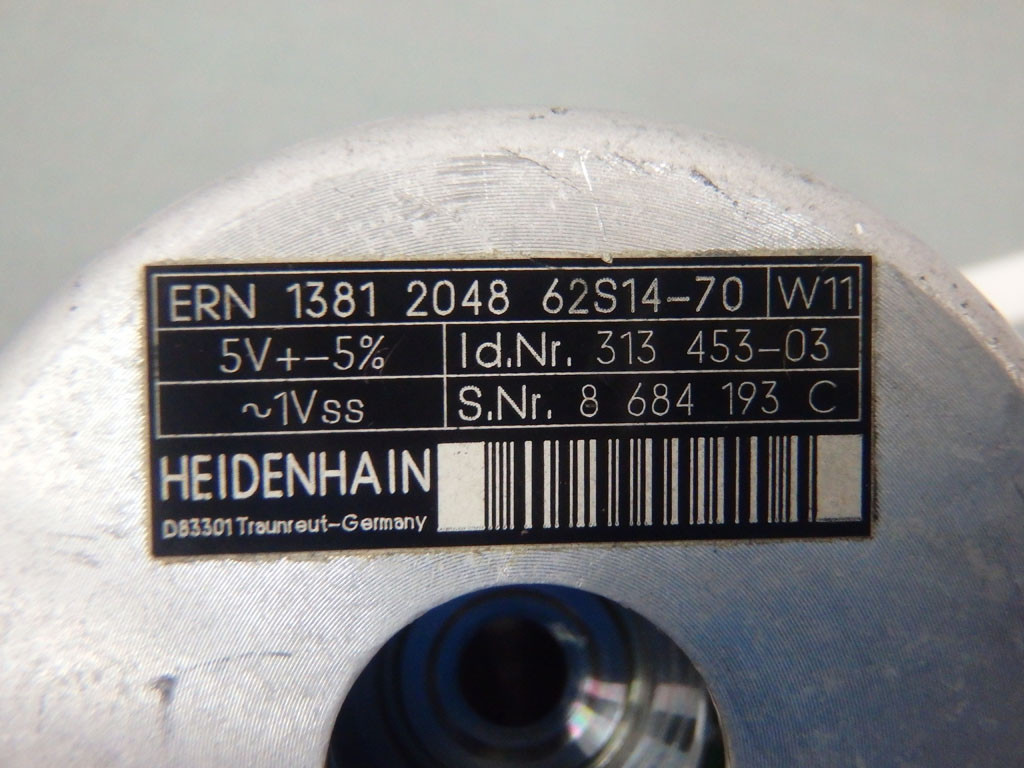 ERN 1381 2048 62S14-70 W11
5V+-5% Id.Nr. 313 453-03
~1Vss S.Nr. 8 684 193 C
HEIDENHAIN
D83301 Traunreut-Germany